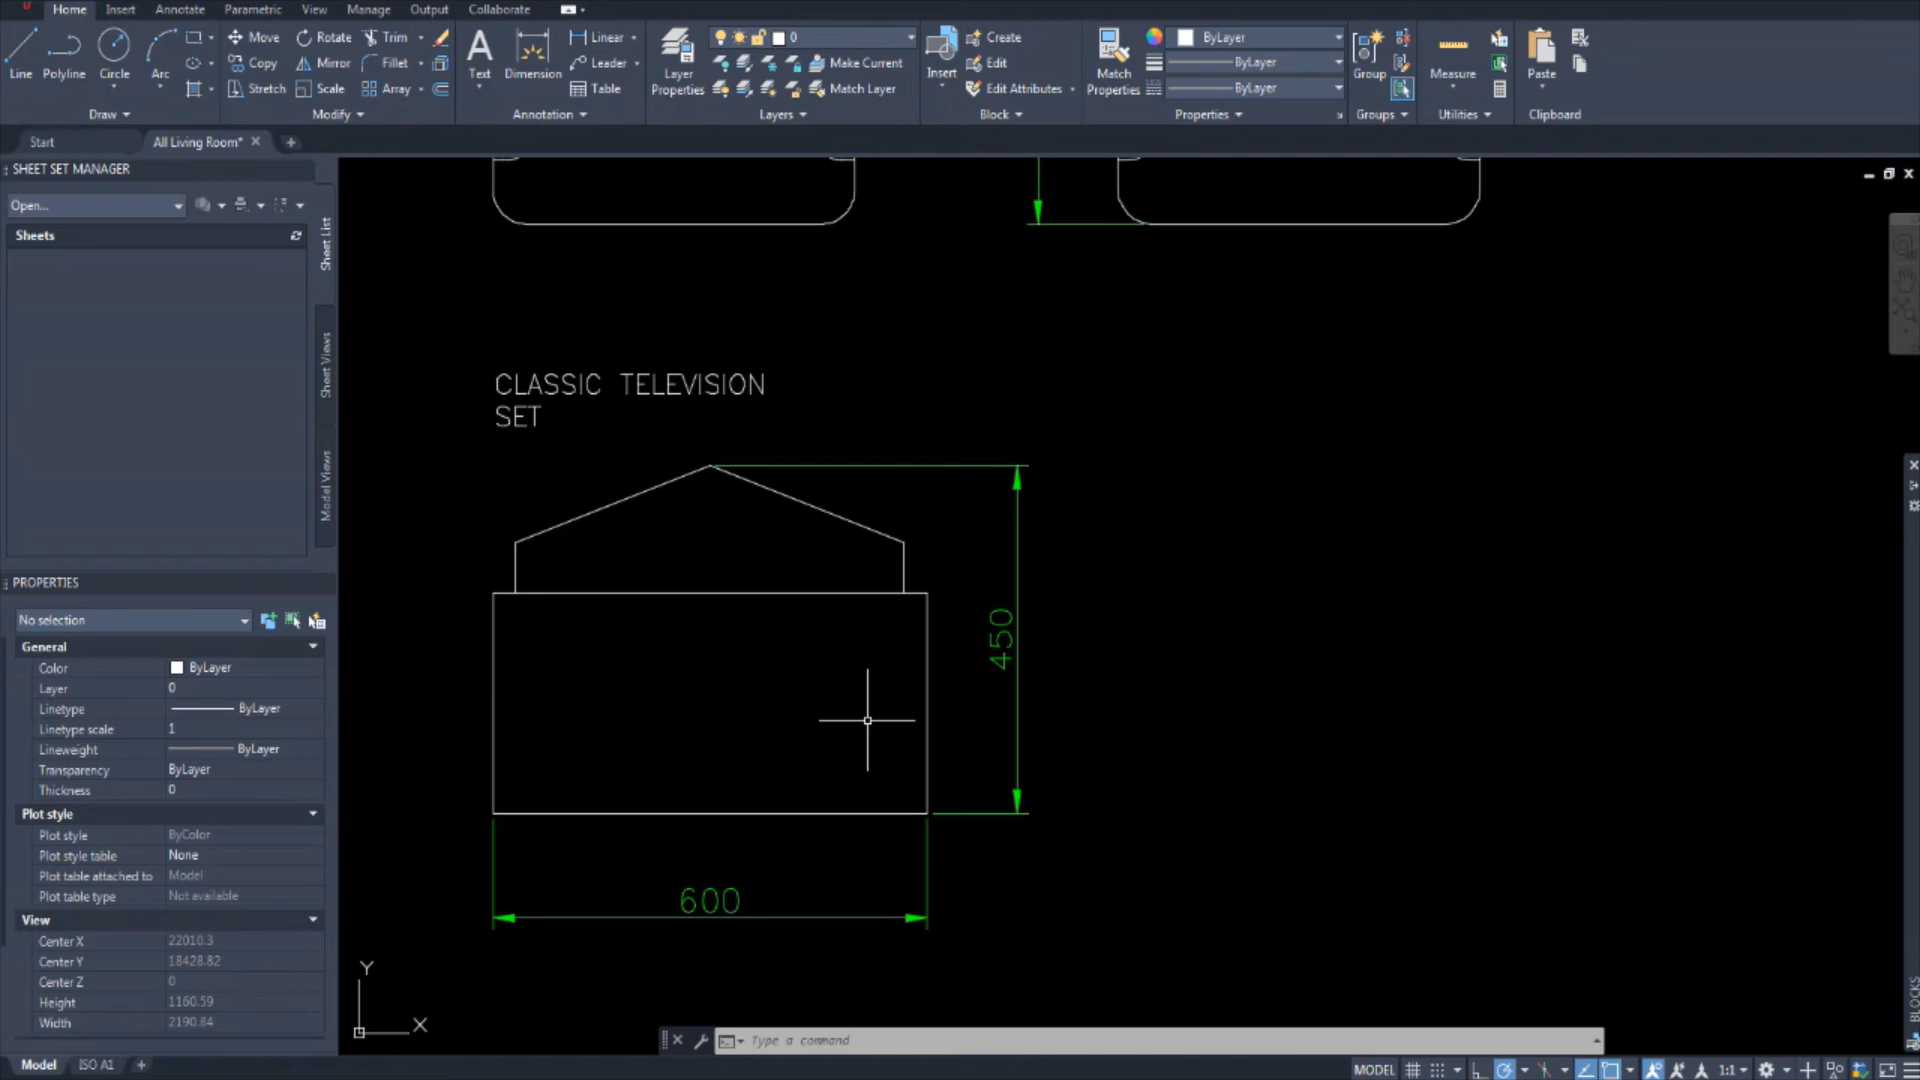 Home Insert Annotate Parametric View Manage Output Collaborate
Line Polyline Circle Arc
Move Rotate Trim
Copy Mirror Fillet
Stretch Scale Array
Text Dimension
Linear
Leader
Table
Layer Properties
0
Make Current
Match Layer
Insert
Create
Edit
Edit Attributes
Match Properties
ByLayer
ByLayer
ByLayer
Group
Measure
Paste
Draw Modify Annotation Layers Block Properties Groups Utilities Clipboard
Start All Living Room*
SHEET SET MANAGER
Open...
Sheets
Sheet List
Sheet Views
Model Views
CLASSIC TELEVISION
SET
450
600
Y
X
PROPERTIES
No selection
General
Color ByLayer
Layer 0
Linetype ByLayer
Linetype scale 1
Lineweight ByLayer
Transparency ByLayer
Thickness 0
Plot style
Plot style ByColor
Plot style table None
Plot table attached to Model
Plot table type Not available
View
Center X 22010.3
Center Y 18428.82
Center Z 0
Height 1160.59
Width 2190.84
BLOCKS
Type a command
Model ISO A1
MODEL 1:1